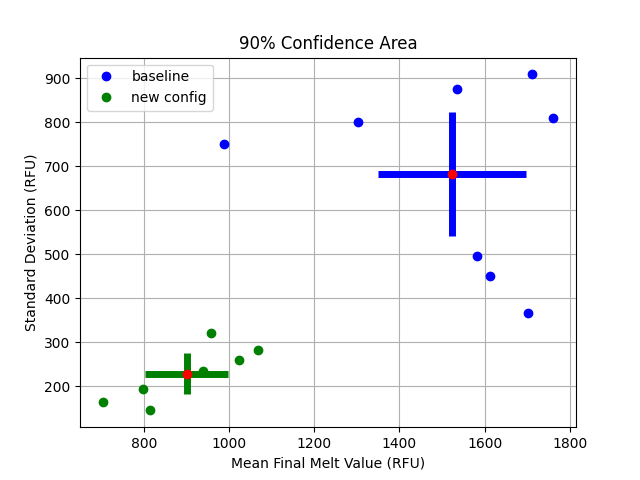 90% Confidence Area
baseline
new config
Standard Deviation (RFU)
900
800
700
600
500
400
300
200
800 1000 1200 1400 1600 1800
Mean Final Melt Value (RFU)